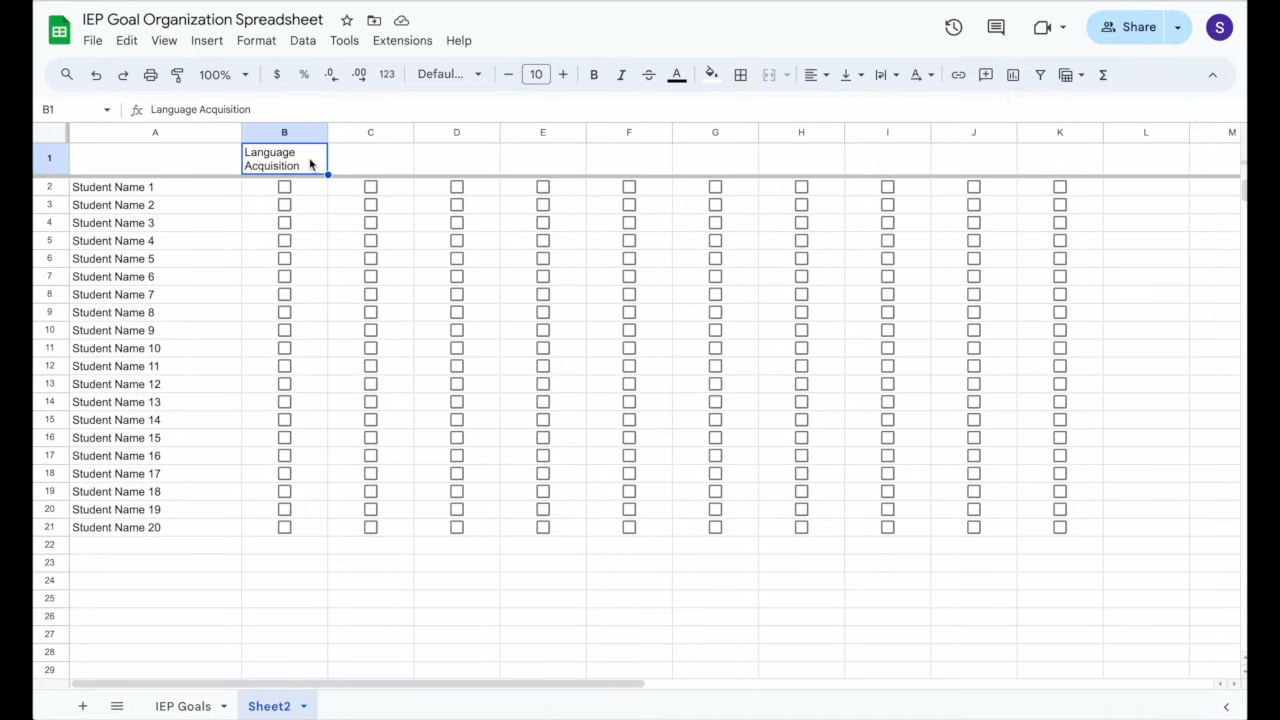 IEP Goal Organization Spreadsheet
File Edit View Insert Format Data Tools Extensions Help
Share
S
100% $ % .0 .00 123 Defaul... 10 B I S A
B1 fx Language Acquisition
A B C D E F G H I J K L M
1 Language
Acquisition
2 Student Name 1
3 Student Name 2
4 Student Name 3
5 Student Name 4
6 Student Name 5
7 Student Name 6
8 Student Name 7
9 Student Name 8
10 Student Name 9
11 Student Name 10
12 Student Name 11
13 Student Name 12
14 Student Name 13
15 Student Name 14
16 Student Name 15
17 Student Name 16
18 Student Name 17
19 Student Name 18
20 Student Name 19
21 Student Name 20
22
23
24
25
26
27
28
29
IEP Goals Sheet2